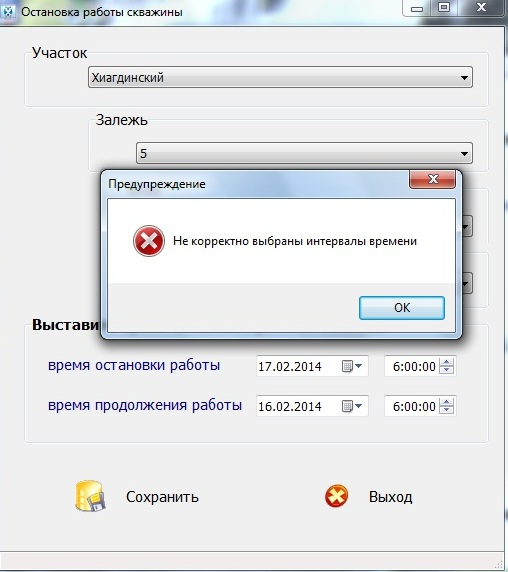 Остановка работы скважины
Участок
Хиагдинский
Залежь
5
Предупреждение
Не корректно выбраны интервалы времени
OK
Выстави
время остановки работы
17.02.2014
6:00:00
время продолжения работы
16.02.2014
6:00:00
Сохранить
Выход